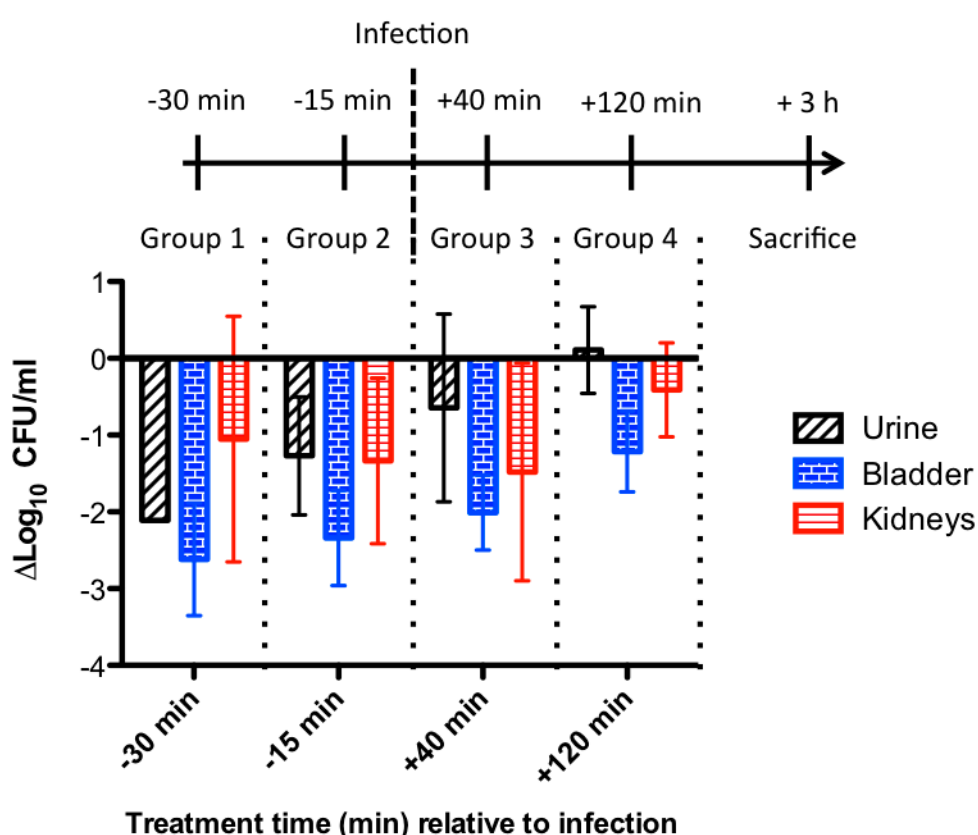 Infection
-30 min -15 min +40 min +120 min + 3 h
Group 1 Group 2 Group 3 Group 4 Sacrifice
1
0
-1
-2
-3
-4
ΔLog10 CFU/ml
Urine
Bladder
Kidneys
-30 min -15 min +40 min +120 min
Treatment time (min) relative to infection